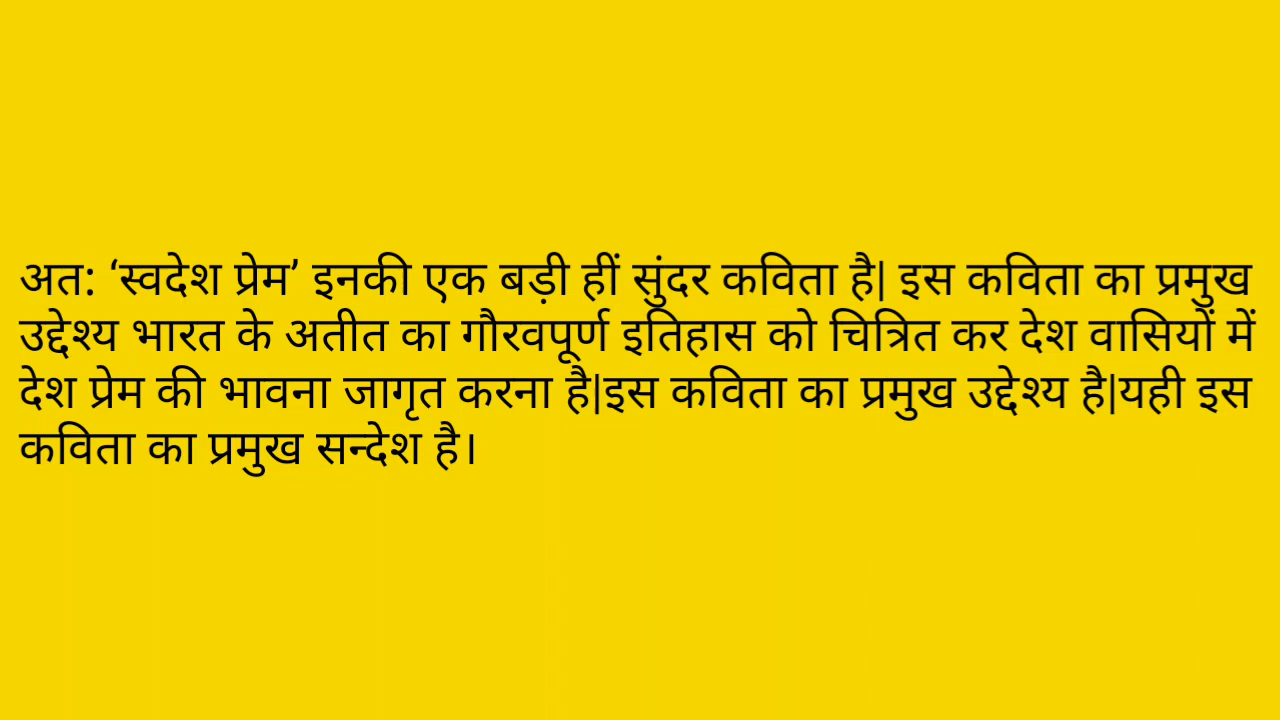 अत: ‘स्वदेश प्रेम’ इनकी एक बड़ी हीं सुंदर कविता है| इस कविता का प्रमुख
उद्देश्य भारत के अतीत का गौरवपूर्ण इतिहास को चित्रित कर देश वासियों में
देश प्रेम की भावना जागृत करना है|इस कविता का प्रमुख उद्देश्य है|यही इस
कविता का प्रमुख सन्देश है।